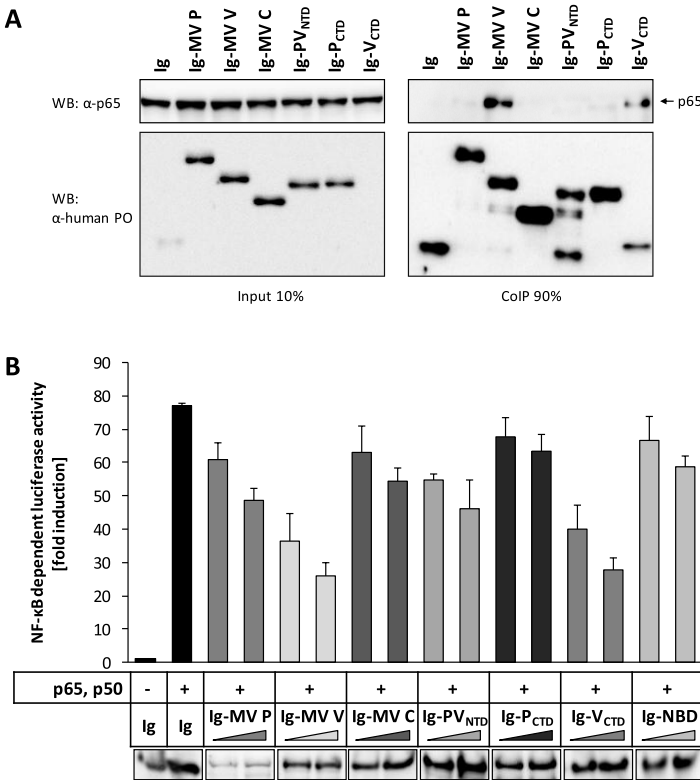 A
Ig Ig-MV P Ig-MV V Ig-MV C Ig-PVNTD Ig-PCTD Ig-VCTD
Ig Ig-MV P Ig-MV V Ig-MV C Ig-PVNTD Ig-PCTD Ig-VCTD
WB: α-p65
← p65
WB:
α-human PO
Input 10%
CoIP 90%
B
NF-κB dependent luciferase activity
[fold induction]
90
80
70
60
50
40
30
20
10
0
p65, p50 - + + + + + + + +
Ig Ig Ig-MV P Ig-MV V Ig-MV C Ig-PVNTD Ig-PCTD Ig-VCTD Ig-NBD